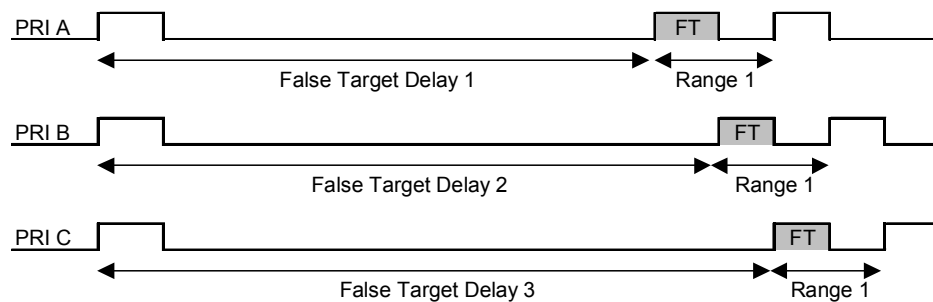 PRI A
FT
False Target Delay 1
Range 1
PRI B
FT
False Target Delay 2
Range 1
PRI C
FT
False Target Delay 3
Range 1